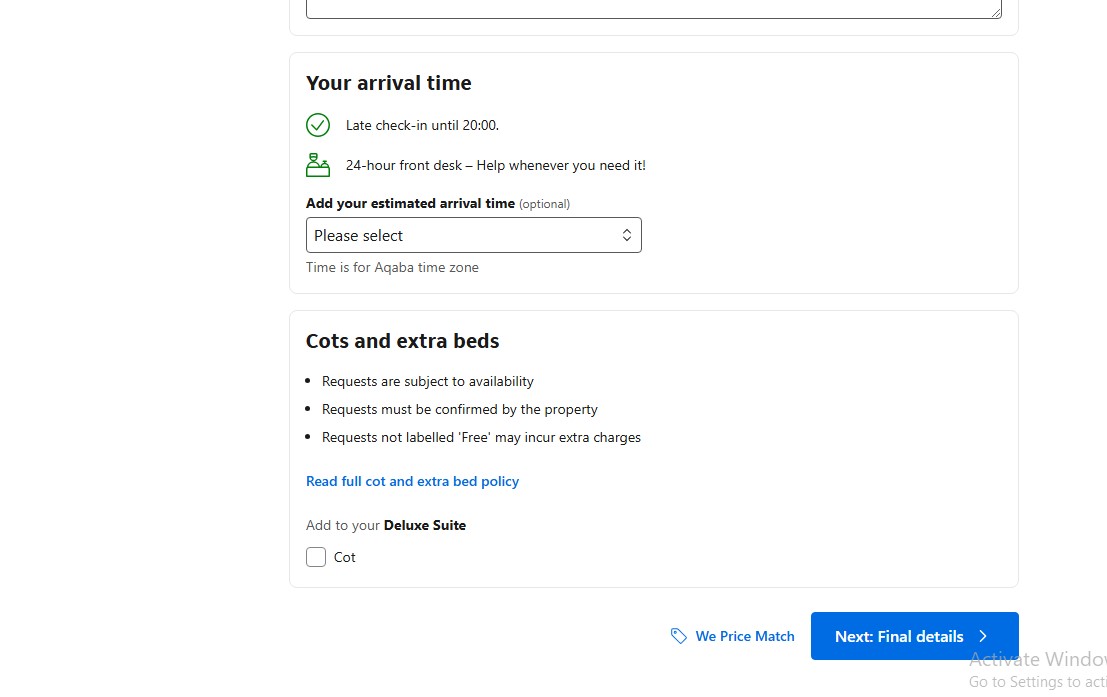 Your arrival time
Late check-in until 20:00.
24-hour front desk – Help whenever you need it!
Add your estimated arrival time (optional)
Please select
Time is for Aqaba time zone
Cots and extra beds
Requests are subject to availability
Requests must be confirmed by the property
Requests not labelled 'Free' may incur extra charges
Read full cot and extra bed policy
Add to your Deluxe Suite
Cot
We Price Match
Next: Final details
Activate Window
Go to Settings to acti